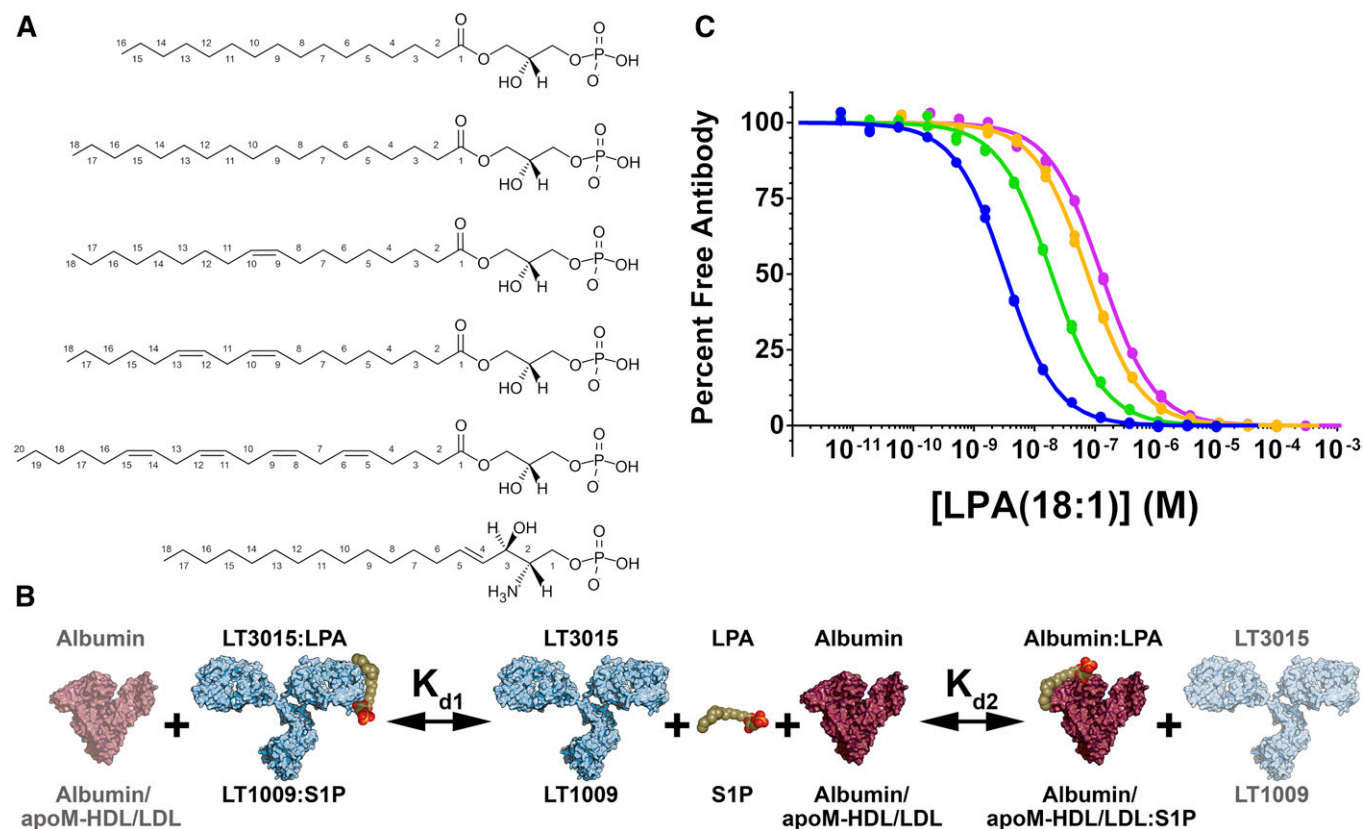 A
O O
16 14 12 10 8 6 4 2 O P OH
15 13 11 9 7 5 3 1 O HO H O-
O O
18 16 14 12 10 8 6 4 2 O P OH
17 15 13 11 9 7 5 3 1 O HO H O-
O O
17 15 13 11 8 6 4 2 O P OH
18 16 14 12 10 9 7 5 3 1 O HO H O-
O O
18 16 14 11 8 6 4 2 O P OH
17 15 13 12 10 9 7 5 3 1 O HO H O-
O O
20 18 16 13 10 7 4 2 O P OH
19 17 15 14 12 11 9 8 6 5 3 1 O HO H O-
H OH O
18 16 14 12 10 8 6 4 2 O P OH
17 15 13 11 9 7 5 3 1 O-
H3N+ H
C
Percent Free Antibody
100
75
50
25
0
10-11 10-10 10-9 10-8 10-7 10-6 10-5 10-4 10-3
[LPA(18:1)] (M)
B
Albumin LT3015:LPA LT3015 LPA Albumin Albumin:LPA LT3015
+ Kd1 + + Kd2 +
Albumin/ LT1009:S1P LT1009 S1P Albumin/ Albumin/ LT1009
apoM-HDL/LDL apoM-HDL/LDL apoM-HDL/LDL:S1P